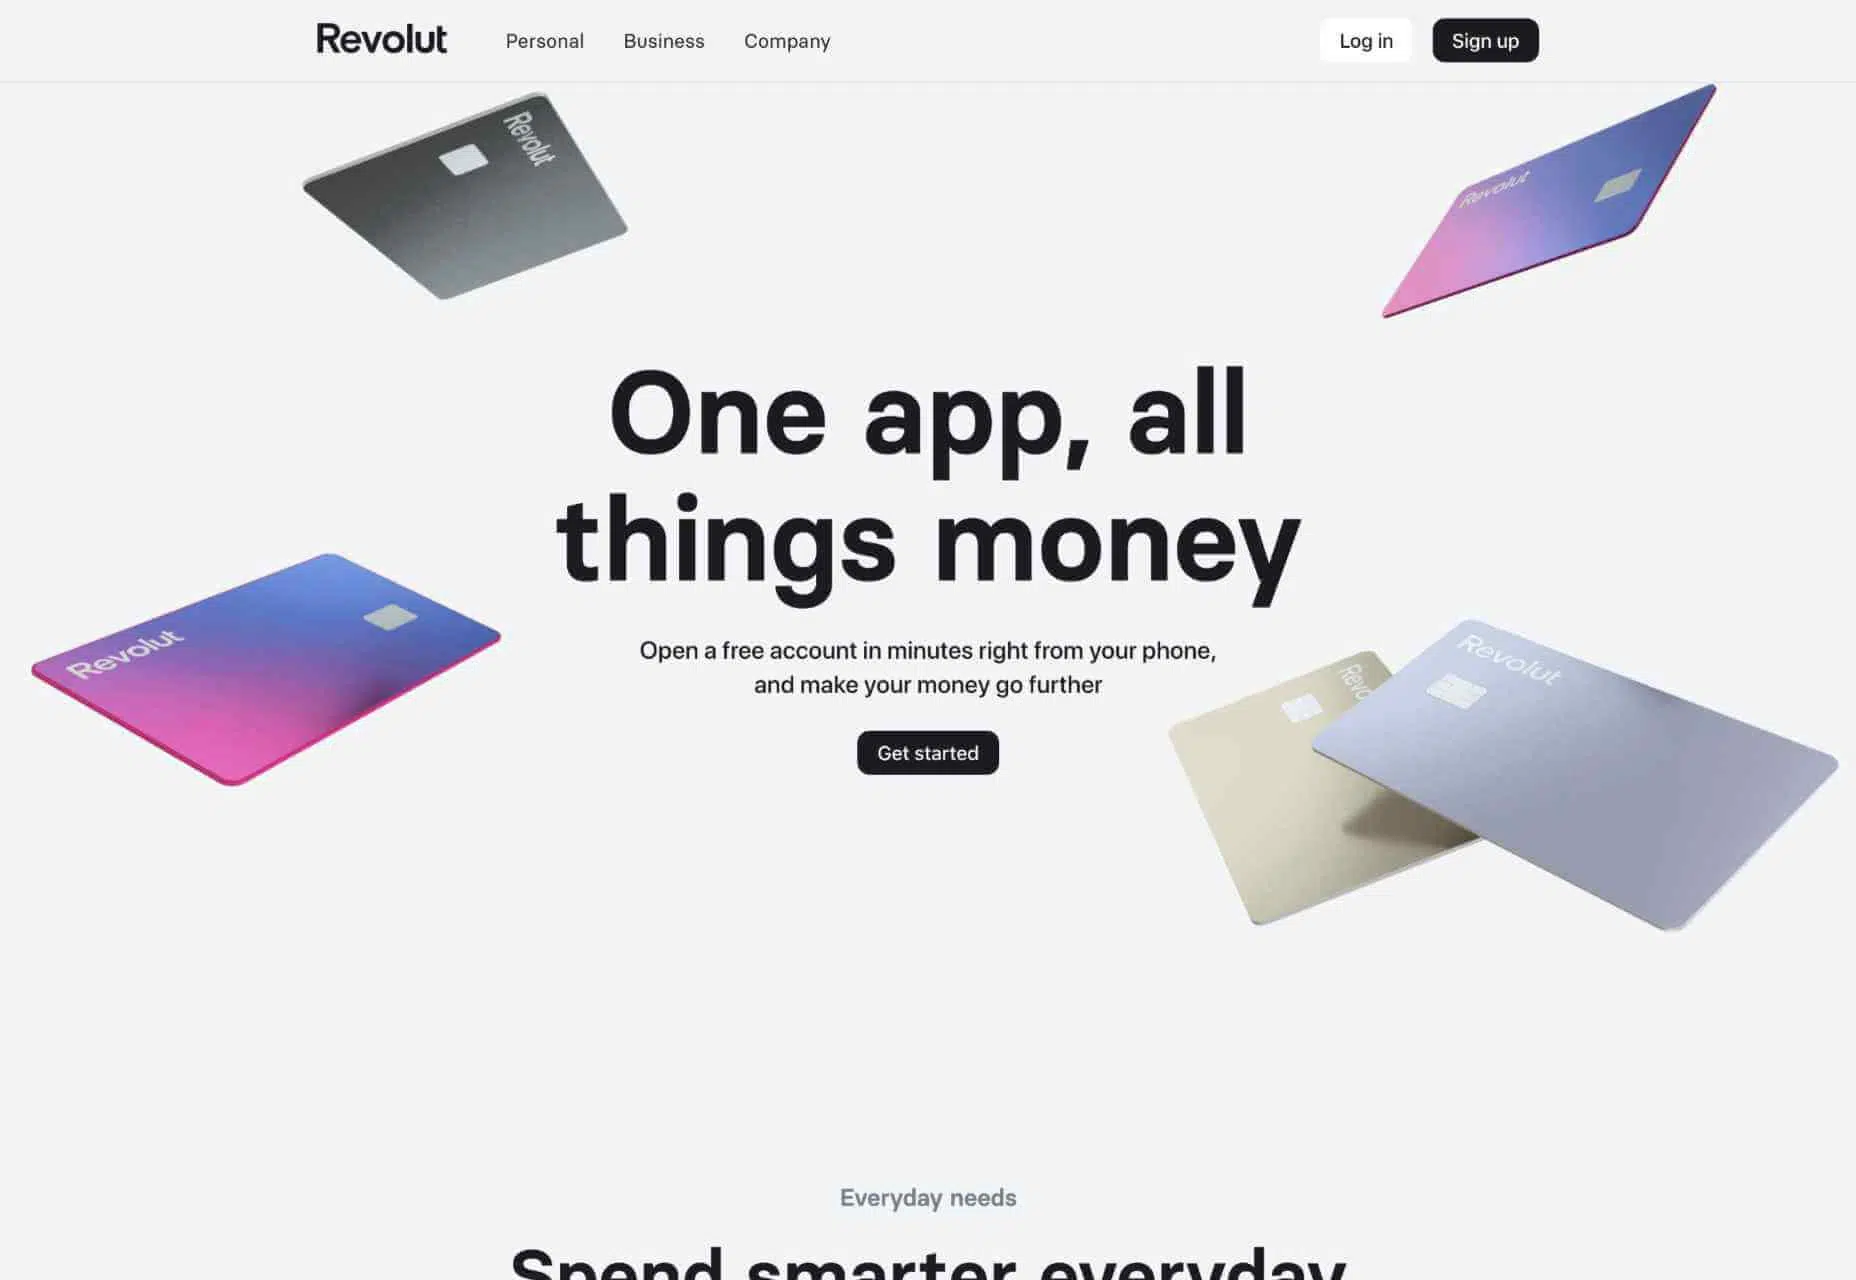 Revolut
Personal
Business
Company
Log in
Sign up
Revolut
Revolut
One app, all
things money
Revolut
Open a free account in minutes right from your phone,
and make your money go further
Revolut
Revo
Get started
Everyday needs
Spend smarter everyday